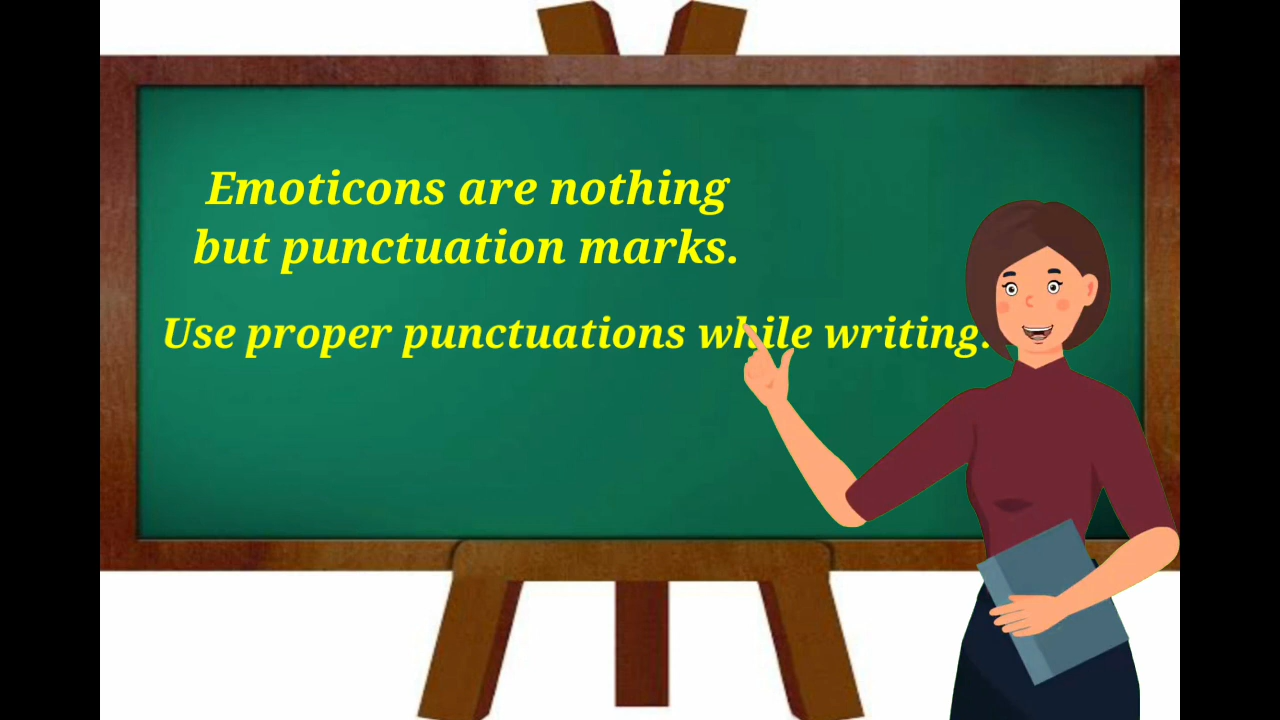 Emoticons are nothing
but punctuation marks.
Use proper punctuations while writing.